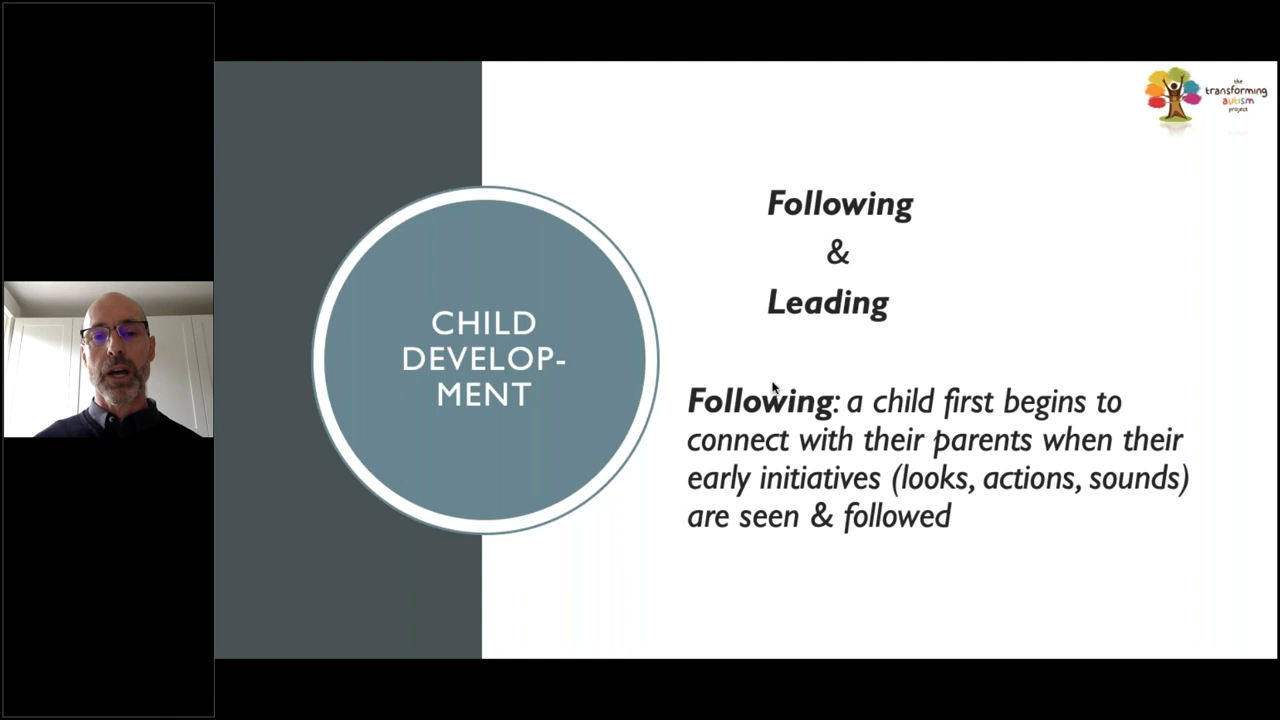 the
transforming
autism
project
CHILD
DEVELOP-
MENT
Following
&
Leading
Following: a child first begins to
connect with their parents when their
early initiatives (looks, actions, sounds)
are seen & followed